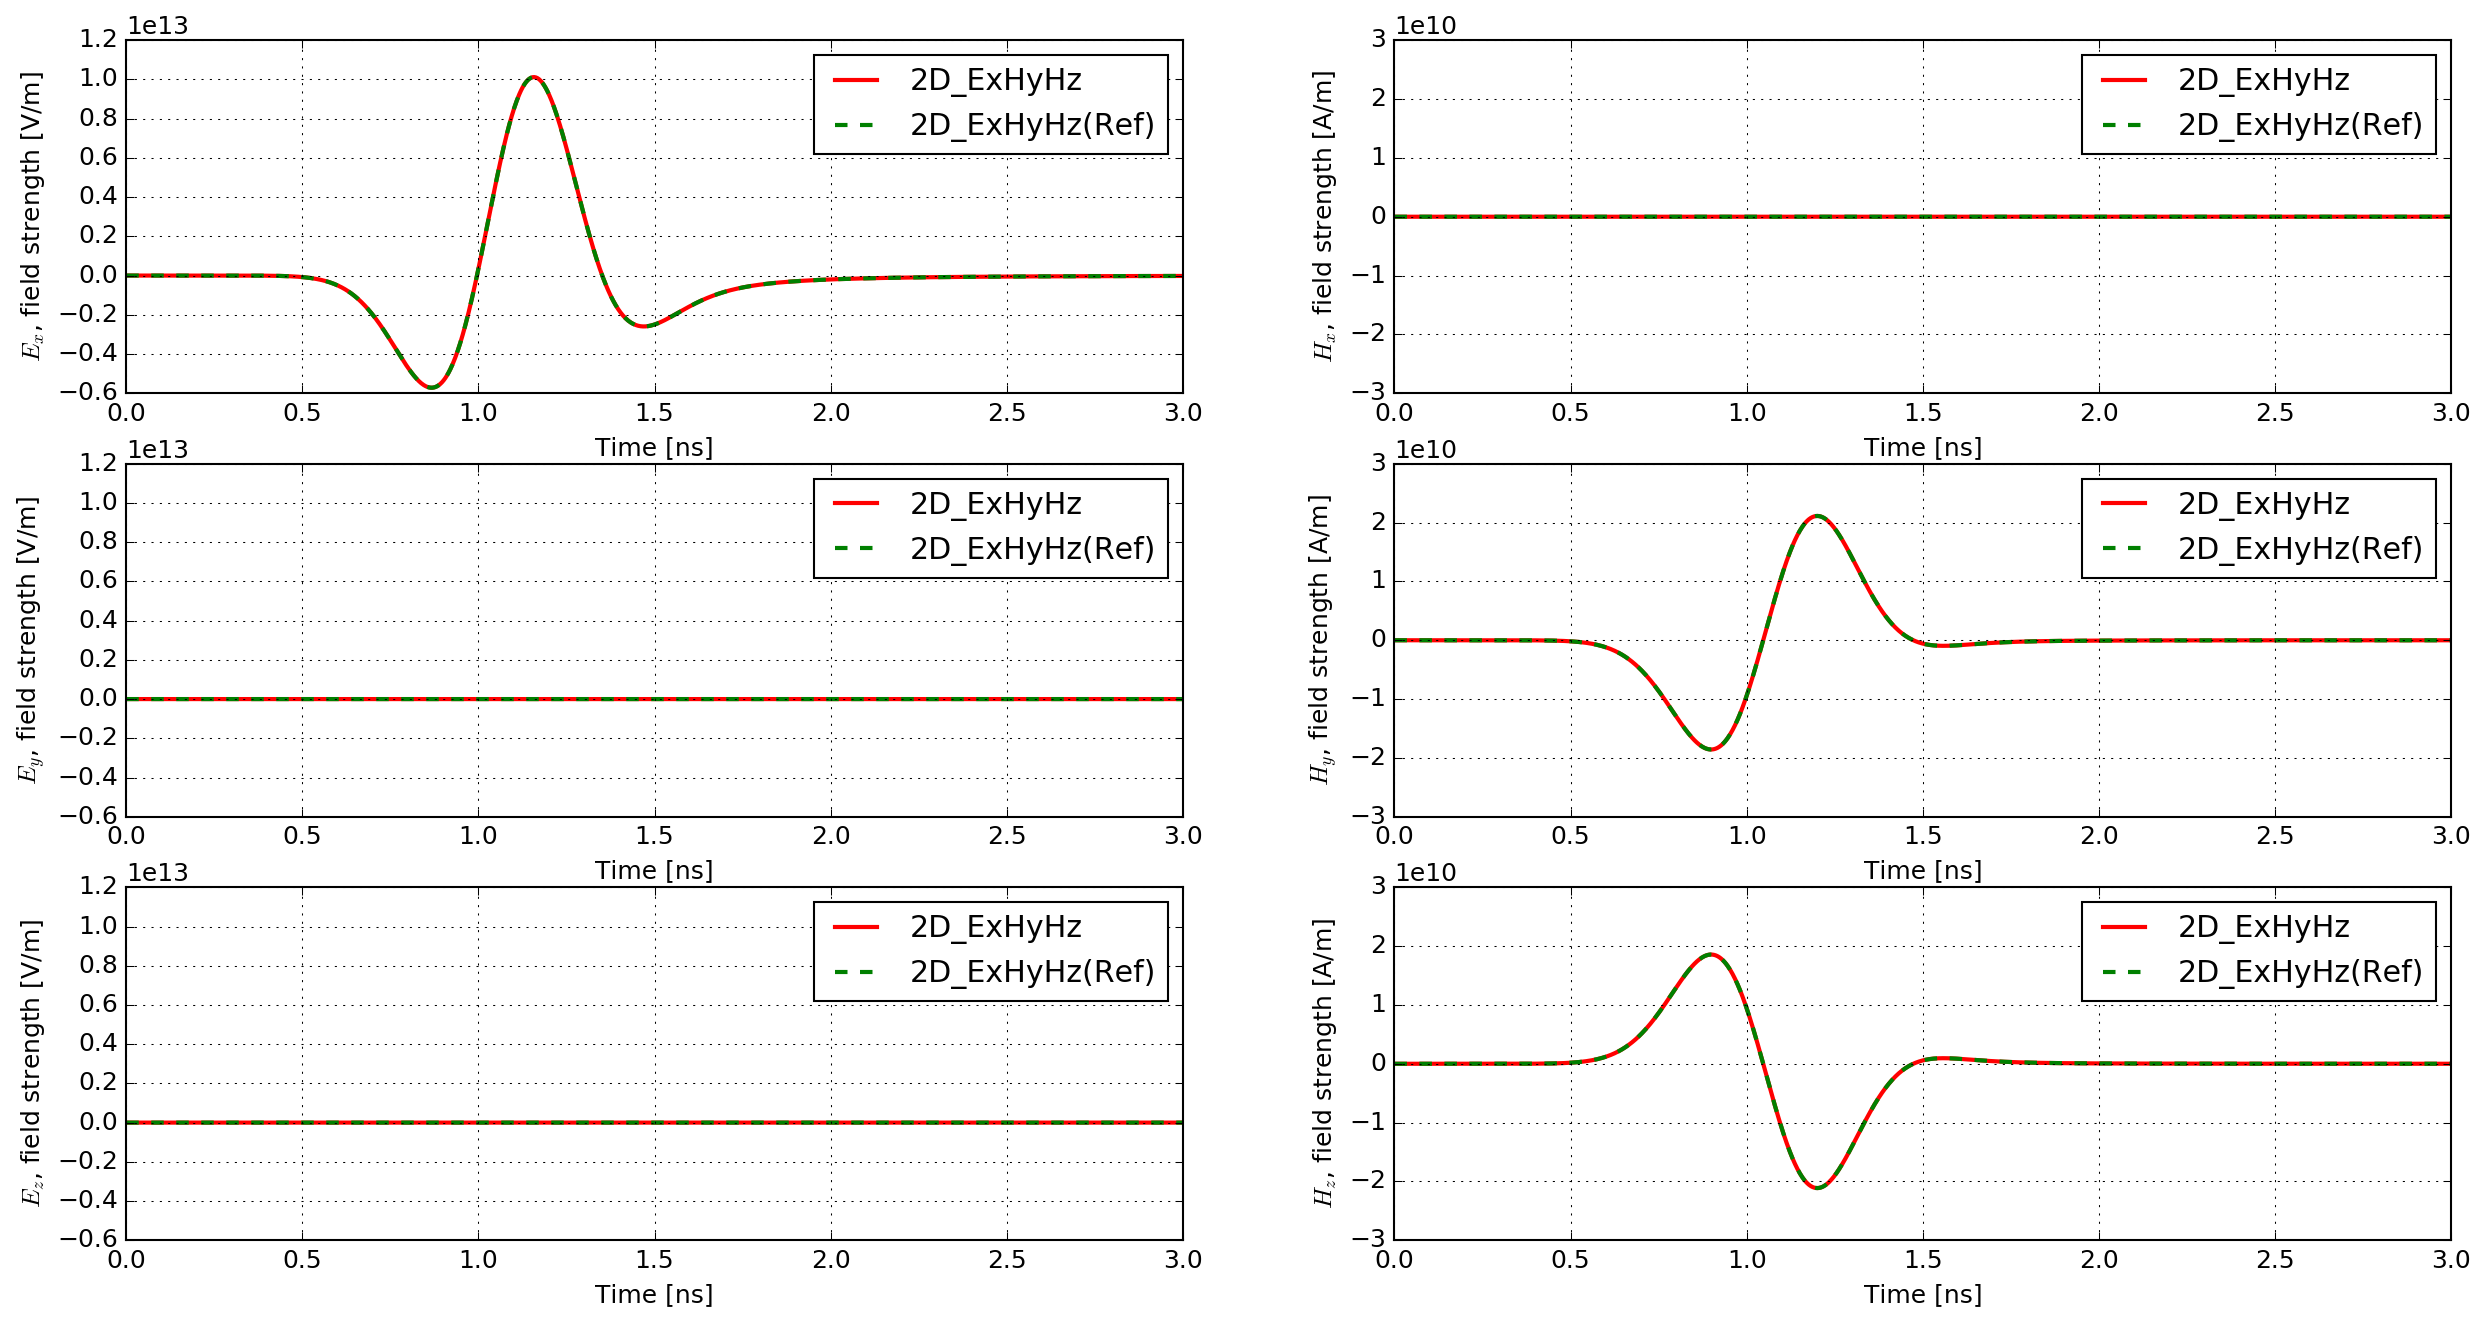 1e13
1.2
1.0
0.8
0.6
0.4
0.2
0.0
−0.2
−0.4
−0.6
0.0 0.5 1.0 1.5 2.0 2.5 3.0
Time [ns]
Ex, field strength [V/m]
2D_ExHyHz
2D_ExHyHz(Ref)
1e10
3
2
1
0
−1
−2
−3
0.0 0.5 1.0 1.5 2.0 2.5 3.0
Time [ns]
Hx, field strength [A/m]
2D_ExHyHz
2D_ExHyHz(Ref)
1e13
1.2
1.0
0.8
0.6
0.4
0.2
0.0
−0.2
−0.4
−0.6
0.0 0.5 1.0 1.5 2.0 2.5 3.0
Time [ns]
Ey, field strength [V/m]
2D_ExHyHz
2D_ExHyHz(Ref)
1e10
3
2
1
0
−1
−2
−3
0.0 0.5 1.0 1.5 2.0 2.5 3.0
Time [ns]
Hy, field strength [A/m]
2D_ExHyHz
2D_ExHyHz(Ref)
1e13
1.2
1.0
0.8
0.6
0.4
0.2
0.0
−0.2
−0.4
−0.6
0.0 0.5 1.0 1.5 2.0 2.5 3.0
Time [ns]
Ez, field strength [V/m]
2D_ExHyHz
2D_ExHyHz(Ref)
1e10
3
2
1
0
−1
−2
−3
0.0 0.5 1.0 1.5 2.0 2.5 3.0
Time [ns]
Hz, field strength [A/m]
2D_ExHyHz
2D_ExHyHz(Ref)